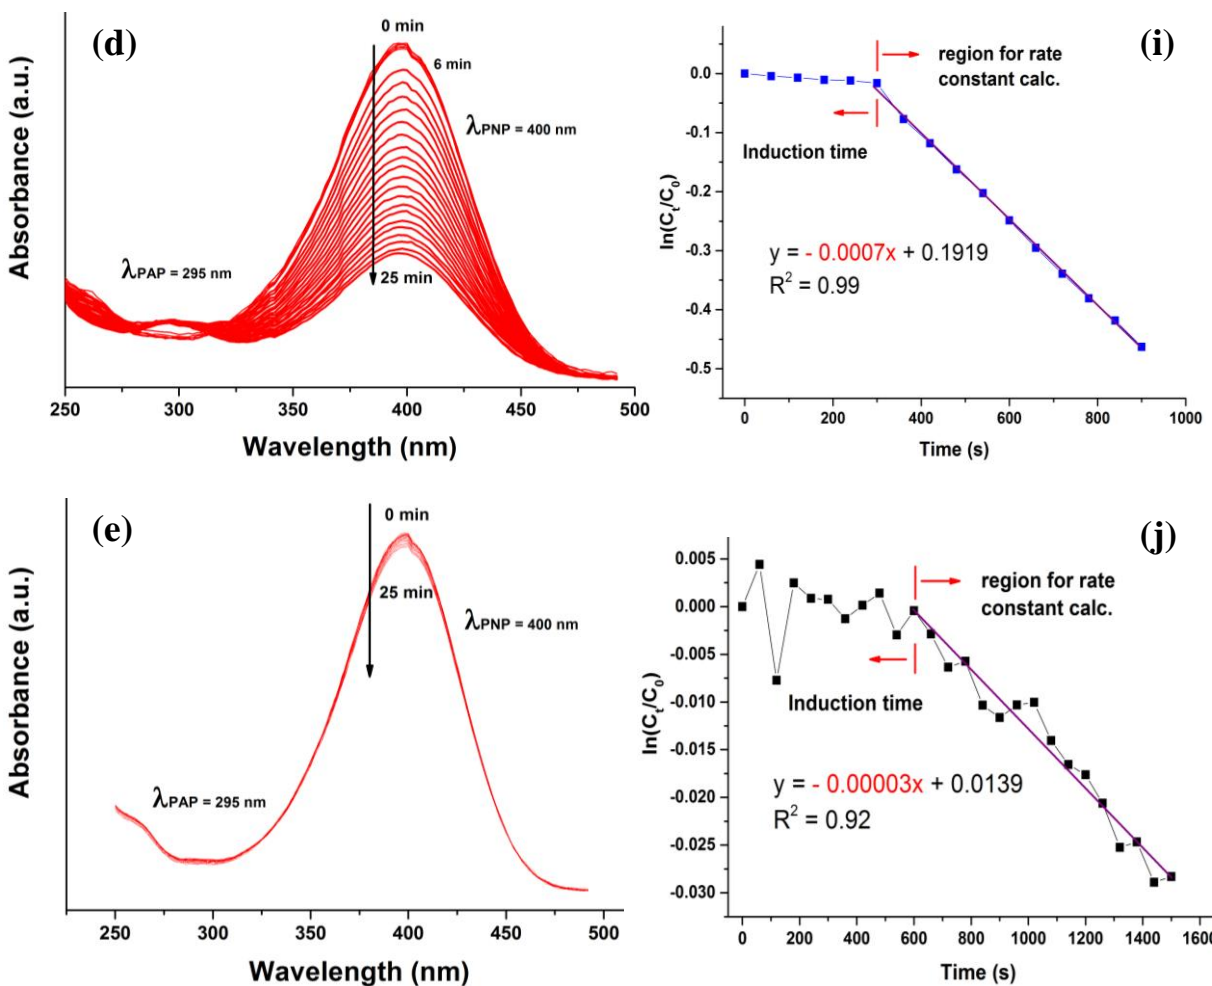 (d)
0 min
6 min
λPNP = 400 nm
λPAP = 295 nm
25 min
Absorbance (a.u.)
250 300 350 400 450 500
Wavelength (nm)
(i)
region for rate
constant calc.
Induction time
y = - 0.0007x + 0.1919
R² = 0.99
ln(Cₜ/C₀)
0.0
-0.1
-0.2
-0.3
-0.4
-0.5
0 200 400 600 800 1000
Time (s)
(e)
0 min
25 min
λPNP = 400 nm
λPAP = 295 nm
Absorbance (a.u.)
250 300 350 400 450 500
Wavelength (nm)
(j)
region for rate
constant calc.
Induction time
y = - 0.00003x + 0.0139
R² = 0.92
ln(Cₜ/C₀)
0.005
0.000
-0.005
-0.010
-0.015
-0.020
-0.025
-0.030
0 200 400 600 800 1000 1200 1400 1600
Time (s)